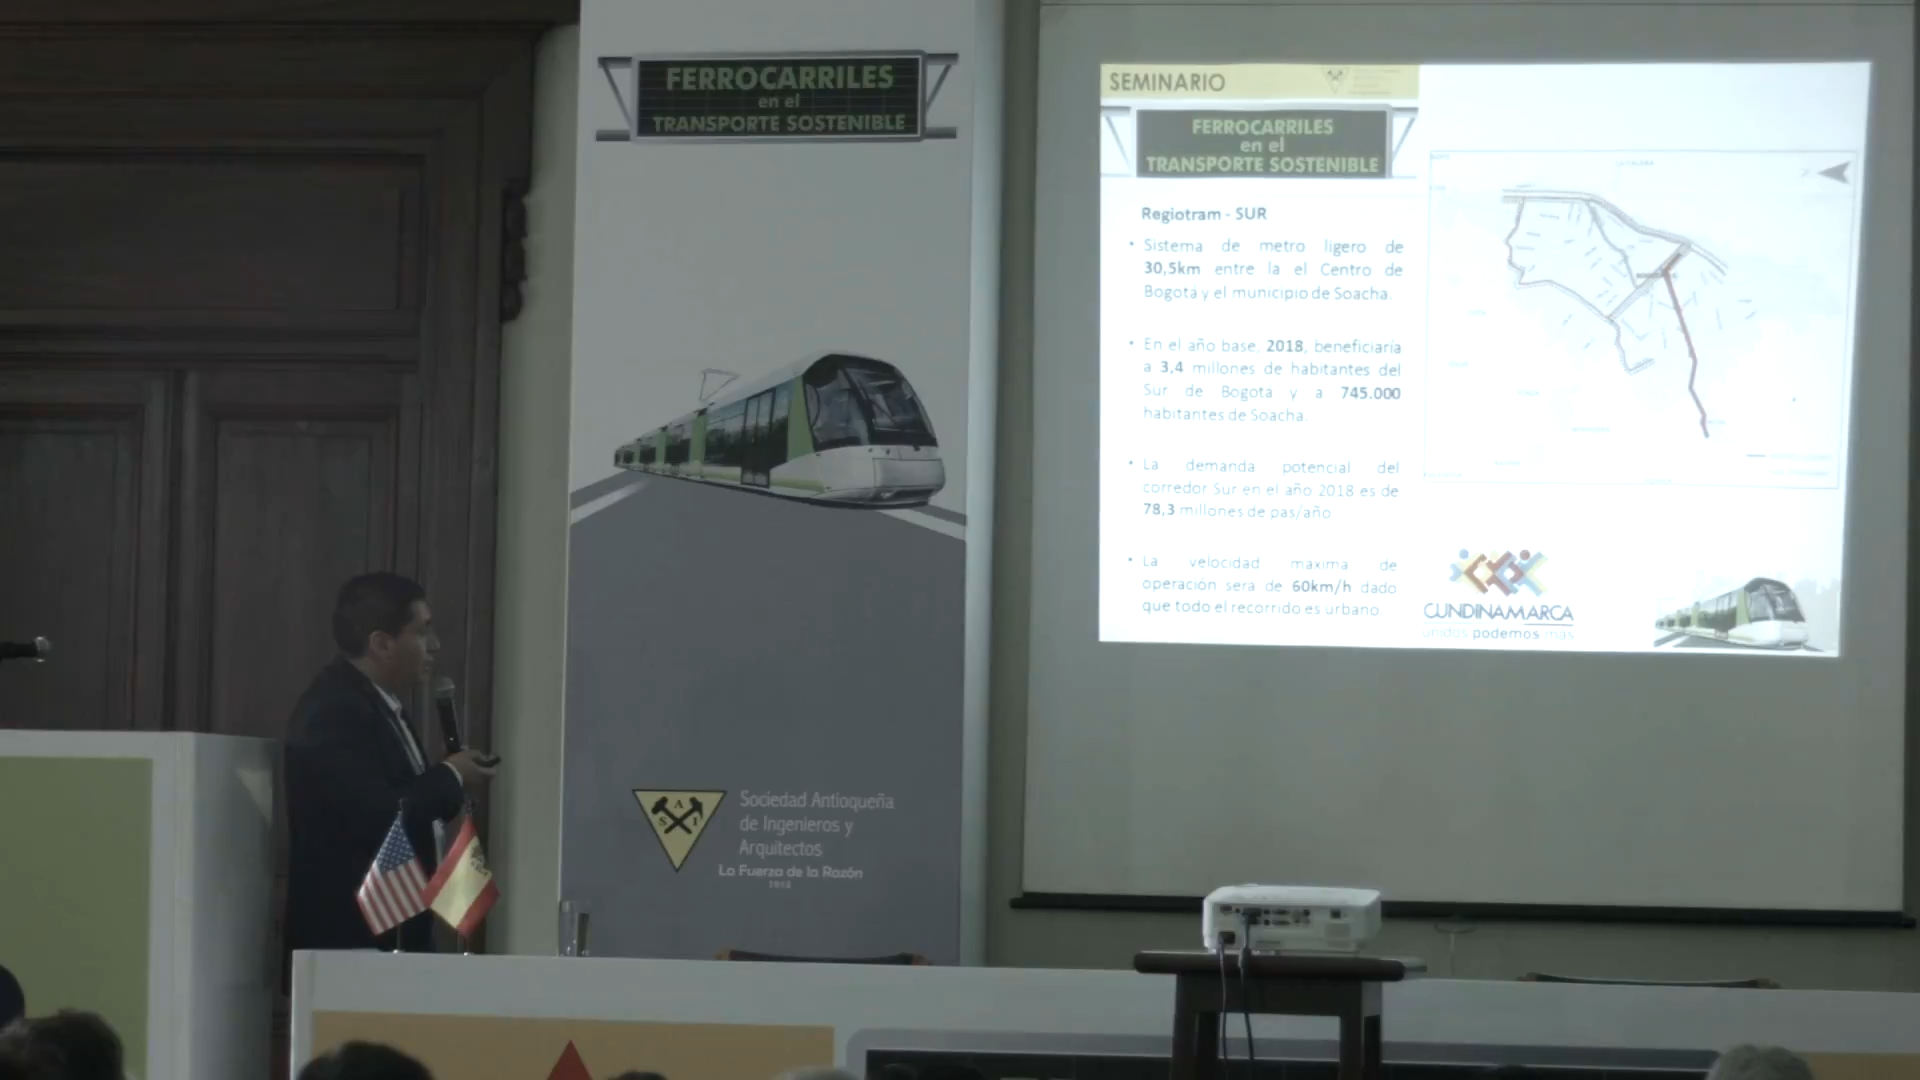 FERROCARRILES
en el
TRANSPORTE SOSTENIBLE
A
S I
Sociedad Antioqueña
de Ingenieros y
Arquitectos
La Fuerza de la Razón
1913
SEMINARIO
FERROCARRILES
en el
TRANSPORTE SOSTENIBLE
Regiotram - SUR
• Sistema de metro ligero de
30,5km entre la el Centro de
Bogotá y el municipio de Soacha.
• En el año base, 2018, beneficiaría
a 3,4 millones de habitantes del
Sur de Bogota y a 745.000
habitantes de Soacha.
• La demanda potencial del
corredor Sur en el año 2018 es de
78,3 millones de pas/año
• La velocidad maxima de
operación sera de 60km/h dado
que todo el recorrido es urbano
CUNDINAMARCA
unidos podemos más